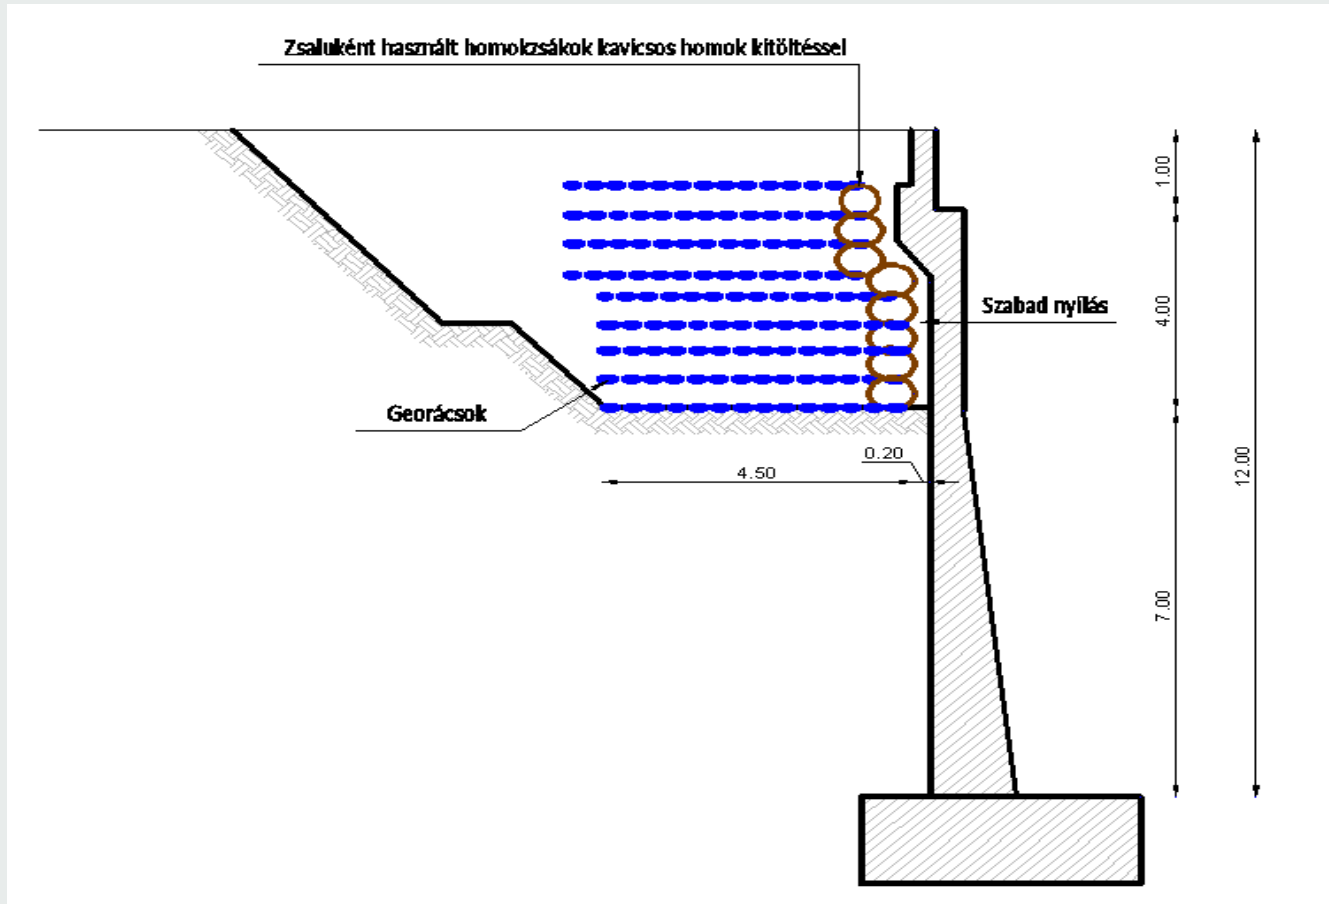 Zsaluként használt homokzsákok kavicsos homok kitöltéssel
1.00
Szabad nyílás
4.00
Georácsok
0.20
4.50
12.00
7.00